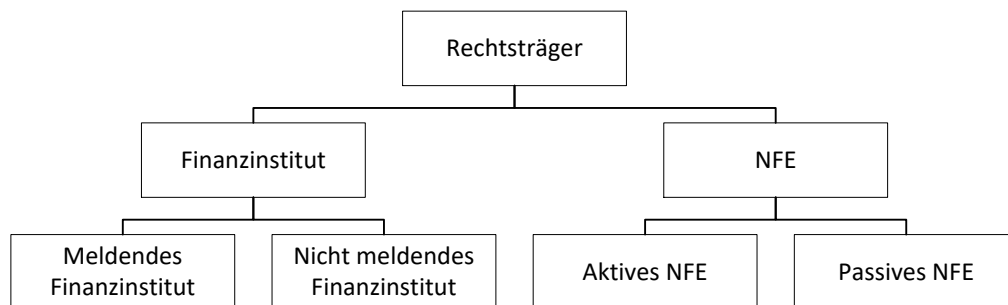 Rechtsträger
Finanzinstitut
NFE
Meldendes
Finanzinstitut
Nicht meldendes
Finanzinstitut
Aktives NFE
Passives NFE